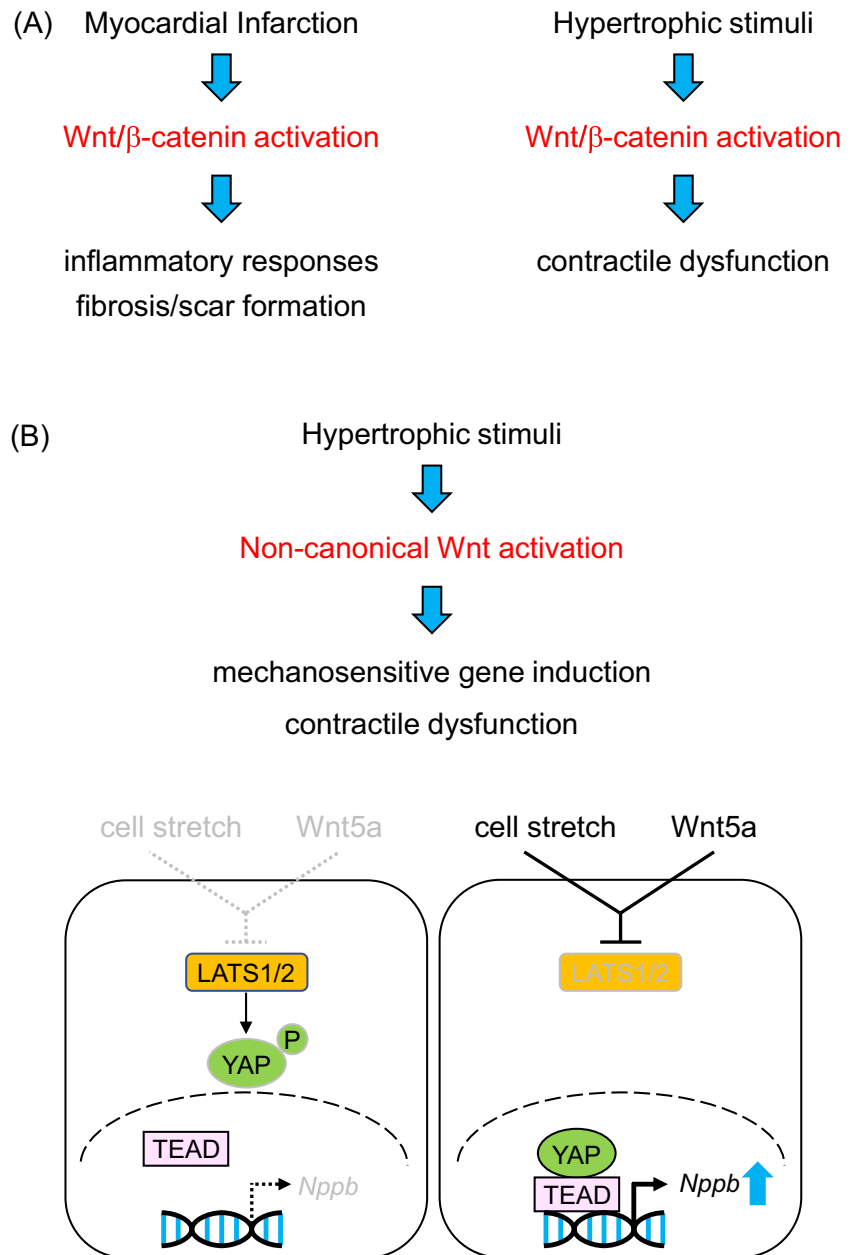 (A) Myocardial Infarction Hypertrophic stimuli
Wnt/β-catenin activation Wnt/β-catenin activation
inflammatory responses contractile dysfunction
fibrosis/scar formation
(B) Hypertrophic stimuli
Non-canonical Wnt activation
mechanosensitive gene induction
contractile dysfunction
cell stretch Wnt5a cell stretch Wnt5a
LATS1/2 LATS1/2
P
YAP
TEAD YAP
Nppb TEAD Nppb